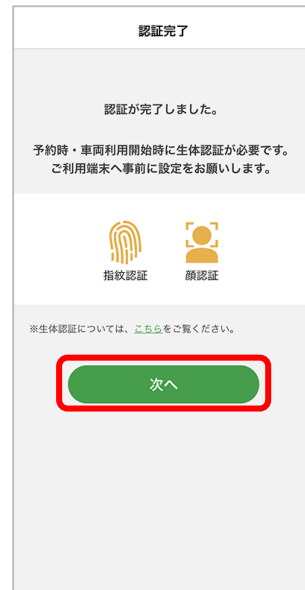 認証完了
認証が完了しました。
予約時・車両利用開始時に生体認証が必要です。
ご利用端末へ事前に設定をお願いします。
指紋認証 顔認証
※生体認証については、こちらをご覧ください。
次へ